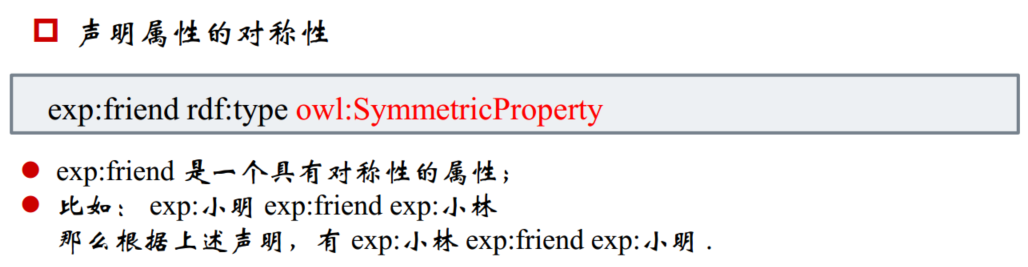 声明属性的对称性
exp:friend rdf:type owl:SymmetricProperty
exp:friend 是一个具有对称性的属性；
比如： exp:小明 exp:friend exp:小林
那么根据上述声明，有 exp:小林 exp:friend exp:小明 .